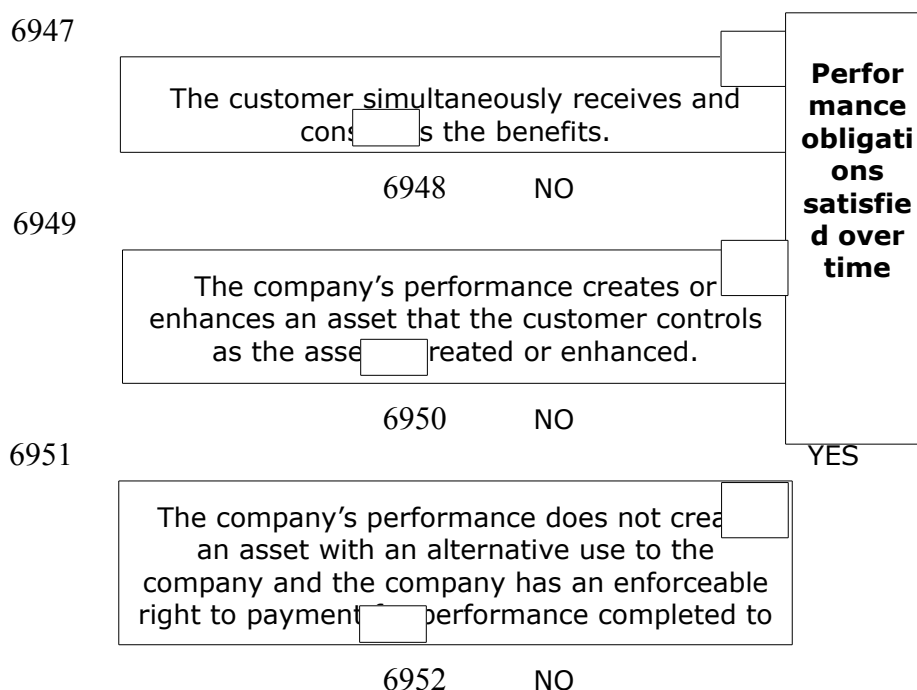 6947
The customer simultaneously receives and
cons s the benefits.
6948 NO
6949
The company’s performance creates or
enhances an asset that the customer controls
as the asse reated or enhanced.
6950 NO
6951
The company’s performance does not crea
an asset with an alternative use to the
company and the company has an enforceable
right to payment performance completed to
6952 NO
Perfor
mance
obligati
ons
satisfie
d over
time
YES